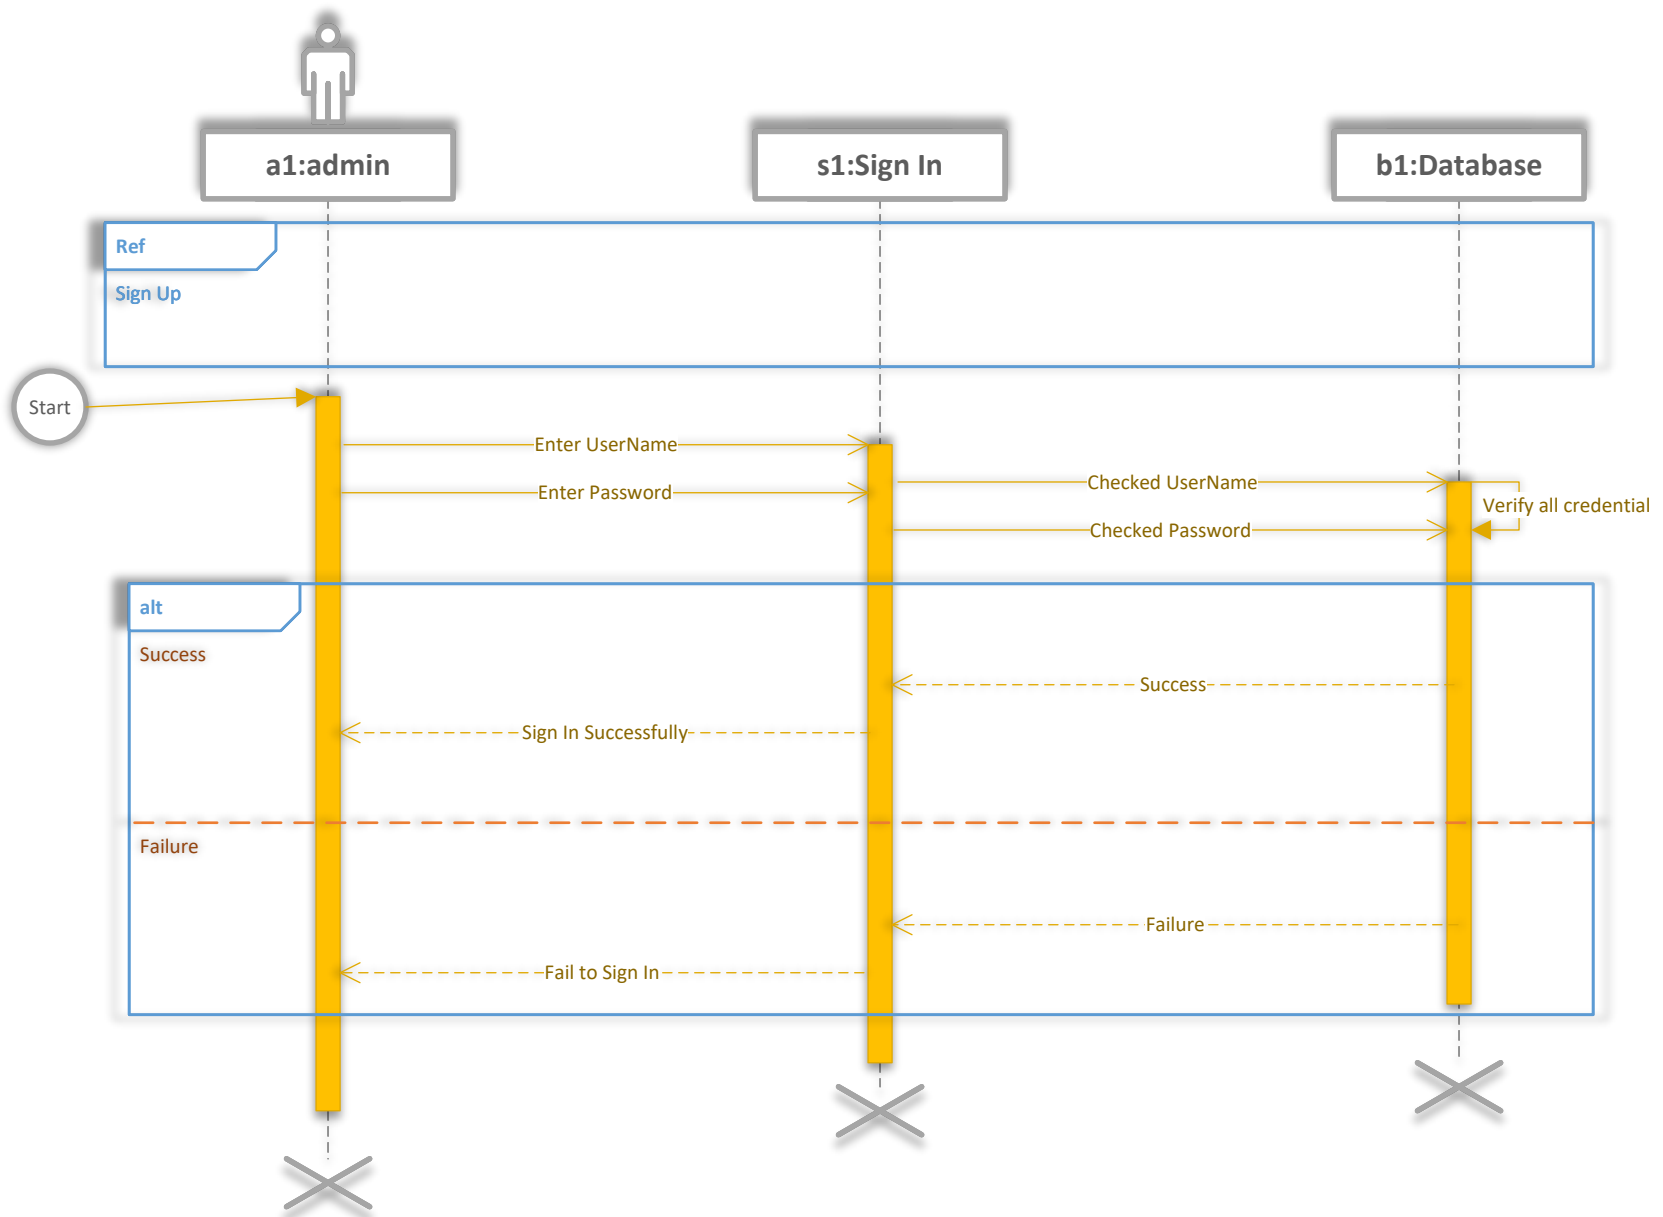 a1:admin
s1:Sign In
b1:Database
Ref
Sign Up
Start
Enter UserName
Checked UserName
Enter Password
Verify all credential
Checked Password
alt
Success
Success
Sign In Successfully
Failure
Failure
Fail to Sign In